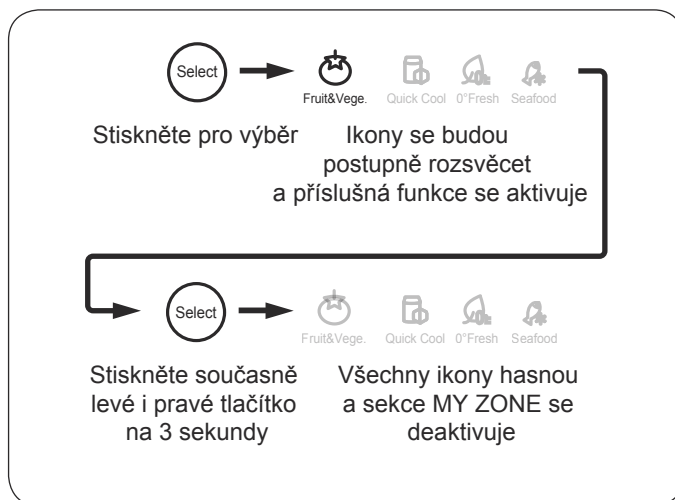 Select
Fruit&Vege. Quick Cool 0°Fresh Seafood
Stiskněte pro výběr
Ikony se budou
postupně rozsvěcet
a příslušná funkce se aktivuje
Select
Fruit&Vege. Quick Cool 0°Fresh Seafood
Stiskněte současně
levé i pravé tlačítko
na 3 sekundy
Všechny ikony hasnou
a sekce MY ZONE se
deaktivuje